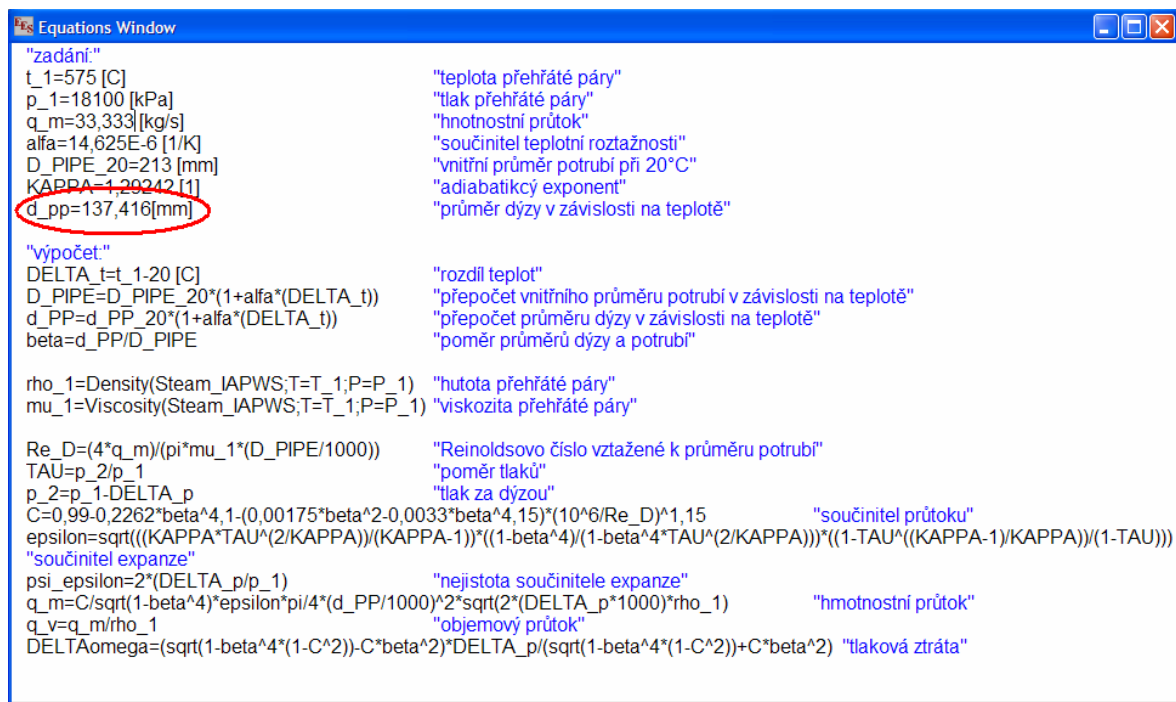 EES Equations Window
"zadání:"
t_1=575 [C] "teplota přehřáté páry"
p_1=18100 [kPa] "tlak přehřáté páry"
q_m=33,333 [kg/s] "hnotnostní průtok"
alfa=14,625E-6 [1/K] "součinitel teplotní roztažnosti"
D_PIPE_20=213 [mm] "vnitřní průměr potrubí při 20°C"
KAPPA=1,29242 [1] "adiabatikcý exponent"
d_pp=137,416[mm] "průměr dýzy v závislosti na teplotě"
"výpočet:"
DELTA_t=t_1-20 [C] "rozdíl teplot"
D_PIPE=D_PIPE_20*(1+alfa*(DELTA_t)) "přepočet vnitřního průměru potrubí v závislosti na teplotě"
d_PP=d_PP_20*(1+alfa*(DELTA_t)) "přepočet průměru dýzy v závislosti na teplotě"
beta=d_PP/D_PIPE "poměr průměrů dýzy a potrubí"
rho_1=Density(Steam_IAPWS;T=T_1;P=P_1) "hutota přehřáté páry"
mu_1=Viscosity(Steam_IAPWS;T=T_1;P=P_1) "viskozita přehřáté páry"
Re_D=(4*q_m)/(pi*mu_1*(D_PIPE/1000)) "Reinoldsovo číslo vztažené k průměru potrubí"
TAU=p_2/p_1 "poměr tlaků"
p_2=p_1-DELTA_p "tlak za dýzou"
C=0,99-0,2262*beta^4,1-(0,00175*beta^2-0,0033*beta^4,15)*(10^6/Re_D)^1,15 "součinitel průtoku"
epsilon=sqrt(((KAPPA*TAU^(2/KAPPA))/(KAPPA-1))*((1-beta^4)/(1-beta^4*TAU^(2/KAPPA)))*((1-TAU^((KAPPA-1)/KAPPA))/(1-TAU)))
"součinitel expanze"
psi_epsilon=2*(DELTA_p/p_1) "nejistota součinitele expanze"
q_m=C/sqrt(1-beta^4)*epsilon*pi/4*(d_PP/1000)^2*sqrt(2*(DELTA_p*1000)*rho_1) "hmotnostní průtok"
q_v=q_m/rho_1 "objemový průtok"
DELTAomega=(sqrt(1-beta^4*(1-C^2))-C*beta^2)*DELTA_p/(sqrt(1-beta^4*(1-C^2))+C*beta^2) "tlaková ztráta"